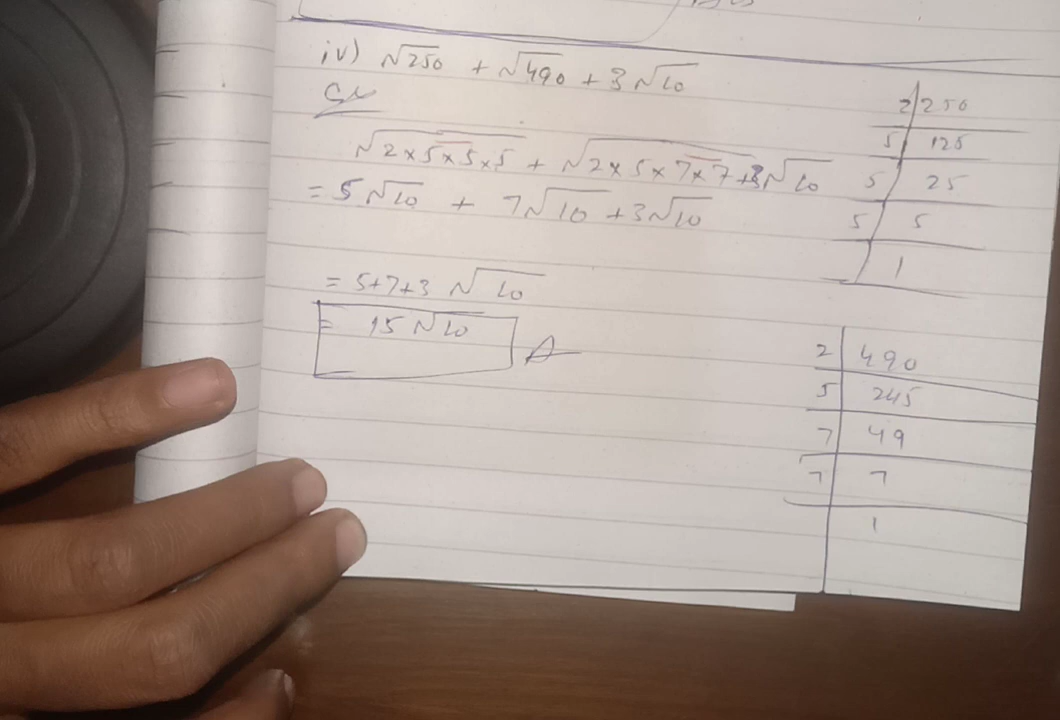 iv) √250 + √490 + 3√10
√2×5×5×5 + √2×5×7×7 + 3√10
= 5√10 + 7√10 + 3√10
= 5+7+3 √10
= 15√10
2 250
5 125
5 25
5 5
1
2 490
5 245
7 49
7 7
1